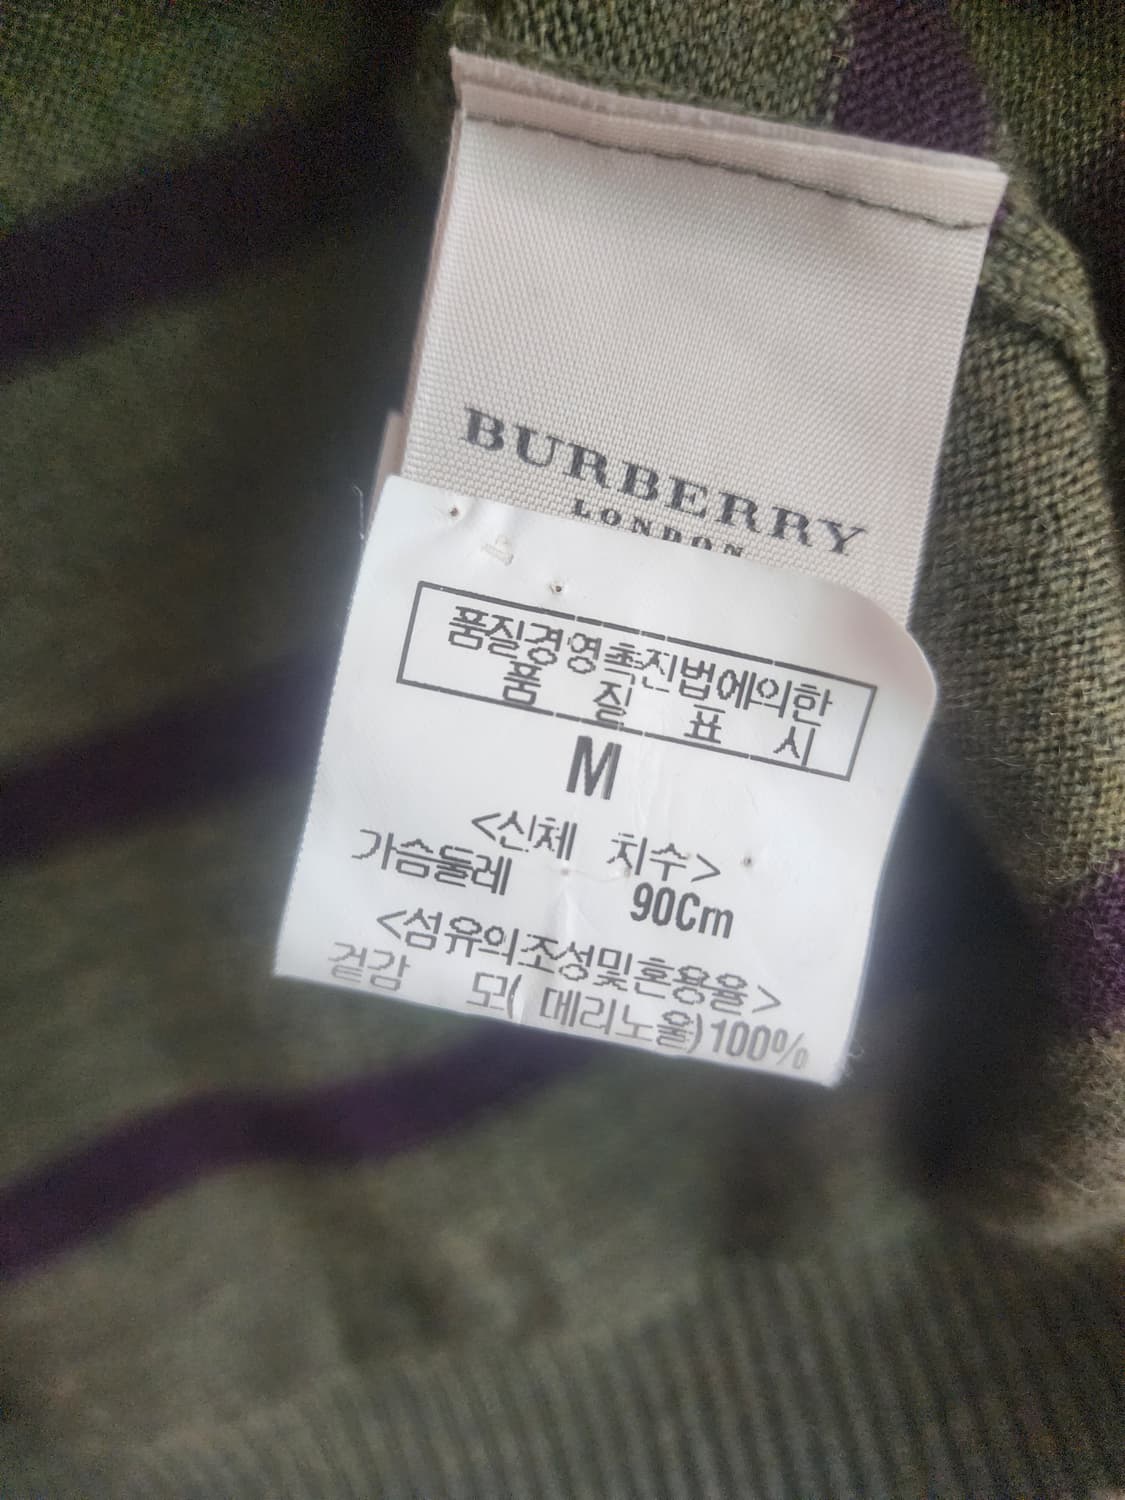 BURBERRY
LONDON
품질경영촉진법에의한
품 질 표 시
M
<신체 치수>
가슴둘레 90Cm
<섬유의조성및혼용율>
겉감 모( 메리노울)100%